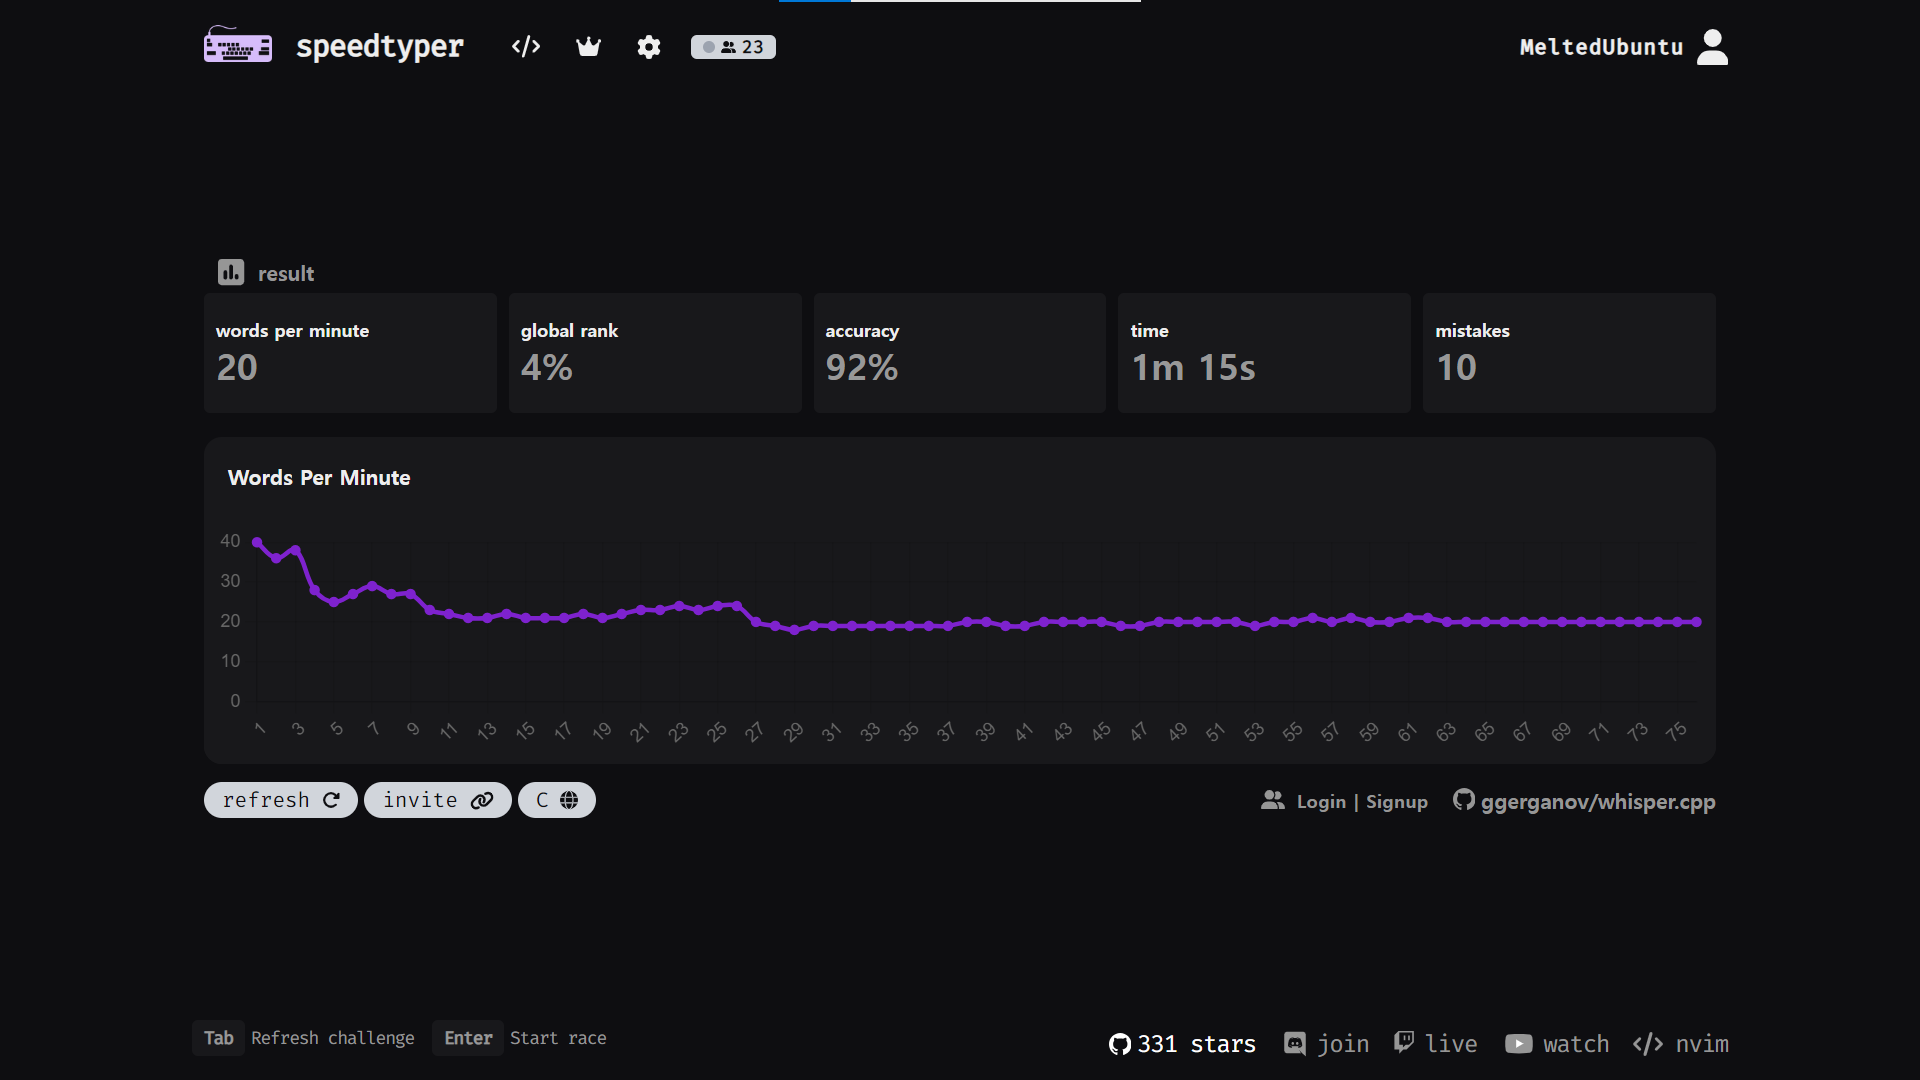 speedtyper 23 MeltedUbuntu
result
words per minute global rank accuracy time mistakes
20 4% 92% 1m 15s 10
Words Per Minute
40
30
20
10
0
1 3 5 7 9 11 13 15 17 19 21 23 25 27 29 31 33 35 37 39 41 43 45 47 49 51 53 55 57 59 61 63 65 67 69 71 73 75
refresh invite C Login | Signup ggerganov/whisper.cpp
Tab Refresh challenge Enter Start race 331 stars join live watch nvim